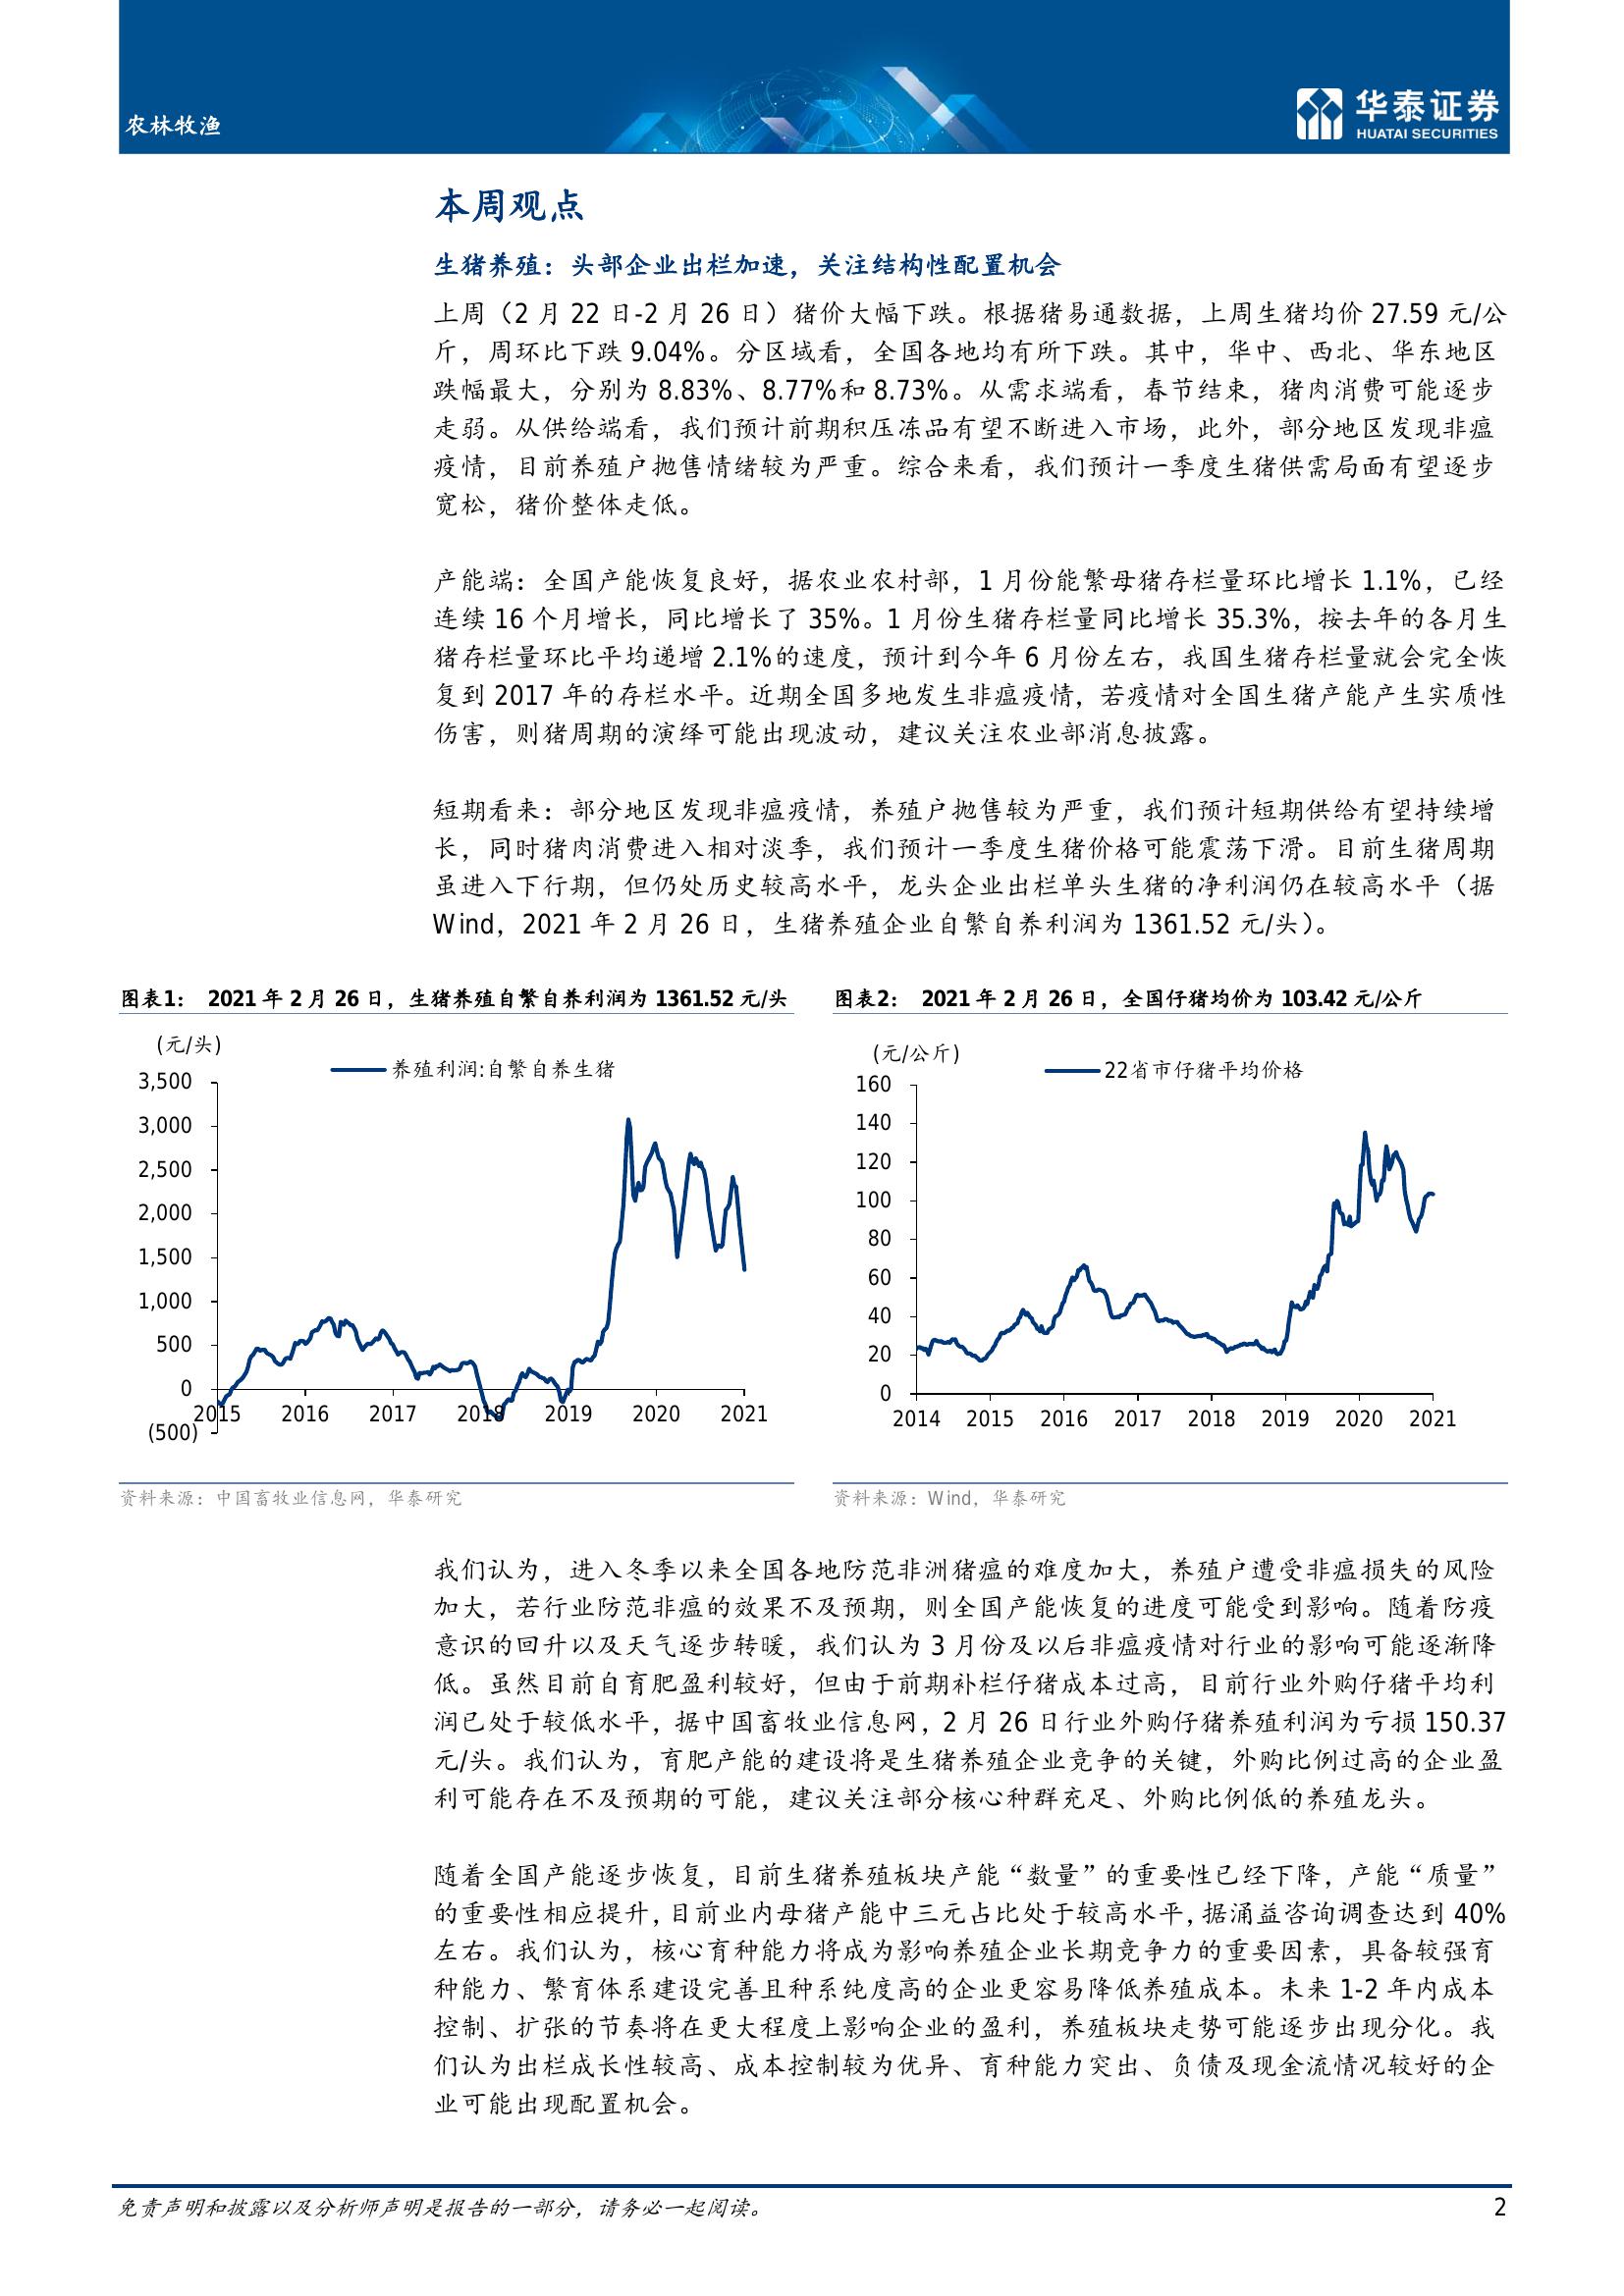 农林牧渔
华泰证券
HUATAI SECURITIES
本周观点
生猪养殖：头部企业出栏加速，关注结构性配置机会
上周（2 月 22 日-2 月 26 日）猪价大幅下跌。根据猪易通数据，上周生猪均价 27.59 元/公
斤，周环比下跌 9.04%。分区域看，全国各地均有所下跌。其中，华中、西北、华东地区
跌幅最大，分别为 8.83%、8.77%和 8.73%。从需求端看，春节结束，猪肉消费可能逐步
走弱。从供给端看，我们预计前期积压冻品有望不断进入市场，此外，部分地区发现非瘟
疫情，目前养殖户抛售情绪较为严重。综合来看，我们预计一季度生猪供需局面有望逐步
宽松，猪价整体走低。
产能端：全国产能恢复良好，据农业农村部，1 月份能繁母猪存栏量环比增长 1.1%，已经
连续 16 个月增长，同比增长了 35%。1 月份生猪存栏量同比增长 35.3%，按去年的各月生
猪存栏量环比平均递增 2.1%的速度，预计到今年 6 月份左右，我国生猪存栏量就会完全恢
复到 2017 年的存栏水平。近期全国多地发生非瘟疫情，若疫情对全国生猪产能产生实质性
伤害，则猪周期的演绎可能出现波动，建议关注农业部消息披露。
短期看来：部分地区发现非瘟疫情，养殖户抛售较为严重，我们预计短期供给有望持续增
长，同时猪肉消费进入相对淡季，我们预计一季度生猪价格可能震荡下滑。目前生猪周期
虽进入下行期，但仍处历史较高水平，龙头企业出栏单头生猪的净利润仍在较高水平（据
Wind，2021 年 2 月 26 日，生猪养殖企业自繁自养利润为 1361.52 元/头）。
图表1： 2021 年 2 月 26 日，生猪养殖自繁自养利润为 1361.52 元/头
(元/头)
养殖利润:自繁自养生猪
3,500
3,000
2,500
2,000
1,500
1,000
500
0
(500)
2015 2016 2017 2018 2019 2020 2021
资料来源：中国畜牧业信息网，华泰研究
图表2： 2021 年 2 月 26 日，全国仔猪均价为 103.42 元/公斤
(元/公斤)
22省市仔猪平均价格
160
140
120
100
80
60
40
20
0
2014 2015 2016 2017 2018 2019 2020 2021
资料来源：Wind，华泰研究
我们认为，进入冬季以来全国各地防范非洲猪瘟的难度加大，养殖户遭受非瘟损失的风险
加大，若行业防范非瘟的效果不及预期，则全国产能恢复的进度可能受到影响。随着防疫
意识的回升以及天气逐步转暖，我们认为 3 月份及以后非瘟疫情对行业的影响可能逐渐降
低。虽然目前自育肥盈利较好，但由于前期补栏仔猪成本过高，目前行业外购仔猪平均利
润已处于较低水平，据中国畜牧业信息网，2 月 26 日行业外购仔猪养殖利润为亏损 150.37
元/头。我们认为，育肥产能的建设将是生猪养殖企业竞争的关键，外购比例过高的企业盈
利可能存在不及预期的可能，建议关注部分核心种群充足、外购比例低的养殖龙头。
随着全国产能逐步恢复，目前生猪养殖板块产能“数量”的重要性已经下降，产能“质量”
的重要性相应提升，目前业内母猪产能中三元占比处于较高水平，据涌益咨询调查达到 40%
左右。我们认为，核心育种能力将成为影响养殖企业长期竞争力的重要因素，具备较强育
种能力、繁育体系建设完善且种系纯度高的企业更容易降低养殖成本。未来 1-2 年内成本
控制、扩张的节奏将在更大程度上影响企业的盈利，养殖板块走势可能逐步出现分化。我
们认为出栏成长性较高、成本控制较为优异、育种能力突出、负债及现金流情况较好的企
业可能出现配置机会。
免责声明和披露以及分析师声明是报告的一部分，请务必一起阅读。
2